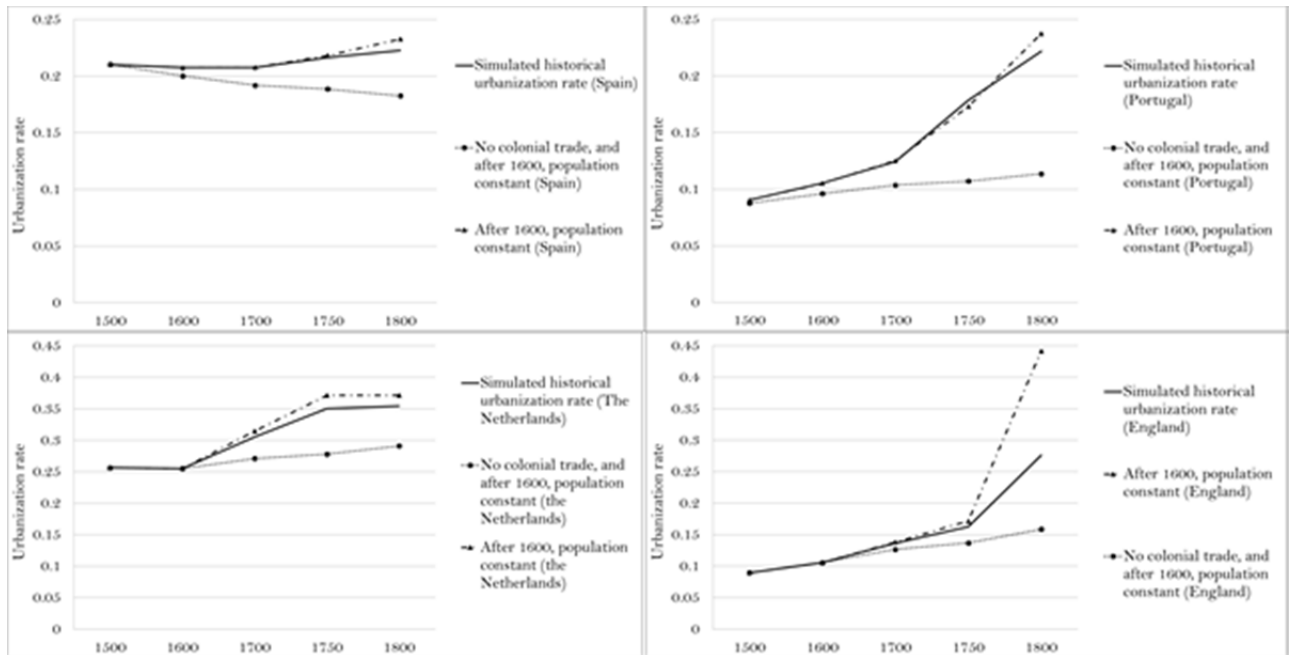 0.25
0.2
0.15
0.1
0.05
0
Urbanization rate
1500 1600 1700 1750 1800
Simulated historical
urbanization rate (Spain)
No colonial trade, and
after 1600, population
constant (Spain)
After 1600, population
constant (Spain)
0.25
0.2
0.15
0.1
0.05
0
Urbanization rate
1500 1600 1700 1750 1800
Simulated historical
urbanization rate
(Portugal)
No colonial trade, and
after 1600, population
constant (Portugal)
After 1600, population
constant (Portugal)
0.45
0.4
0.35
0.3
0.25
0.2
0.15
0.1
0.05
0
Urbanization rate
1500 1600 1700 1750 1800
Simulated historical
urbanization rate (The
Netherlands)
No colonial trade, and
after 1600, population
constant (the
Netherlands)
After 1600, population
constant (the
Netherlands)
0.45
0.4
0.35
0.3
0.25
0.2
0.15
0.1
0.05
0
Urbanization rate
1500 1600 1700 1750 1800
Simulated historical
urbanization rate
(England)
After 1600, population
constant (England)
No colonial trade, and
after 1600, population
constant (England)